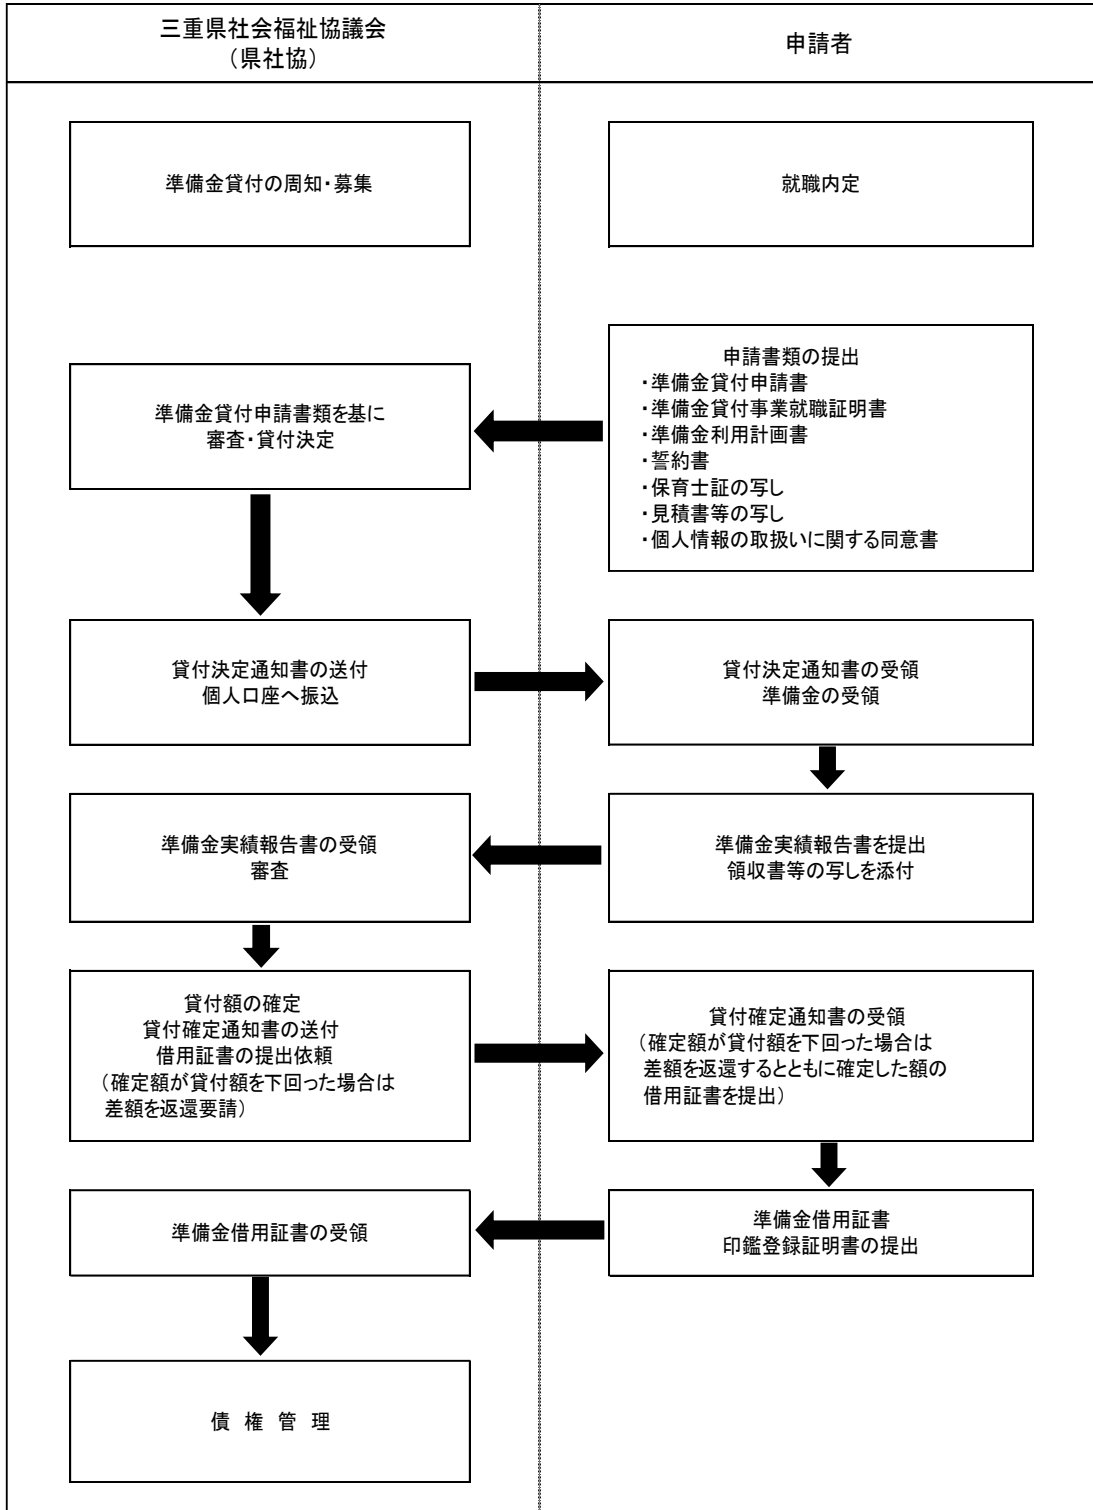 三重県社会福祉協議会
（県社協）
申請者
準備金貸付の周知・募集
就職内定
申請書類の提出
・準備金貸付申請書
・準備金貸付事業就職証明書
・準備金利用計画書
・誓約書
・保育士証の写し
・見積書等の写し
・個人情報の取扱いに関する同意書
準備金貸付申請書類を基に
審査・貸付決定
貸付決定通知書の送付
個人口座へ振込
貸付決定通知書の受領
準備金の受領
準備金実績報告書を提出
領収書等の写しを添付
準備金実績報告書の受領
審査
貸付額の確定
貸付確定通知書の送付
借用証書の提出依頼
（確定額が貸付額を下回った場合は
差額を返還要請）
貸付確定通知書の受領
（確定額が貸付額を下回った場合は
差額を返還するとともに確定した額の
借用証書を提出）
準備金借用証書
印鑑登録証明書の提出
準備金借用証書の受領
債 権 管 理